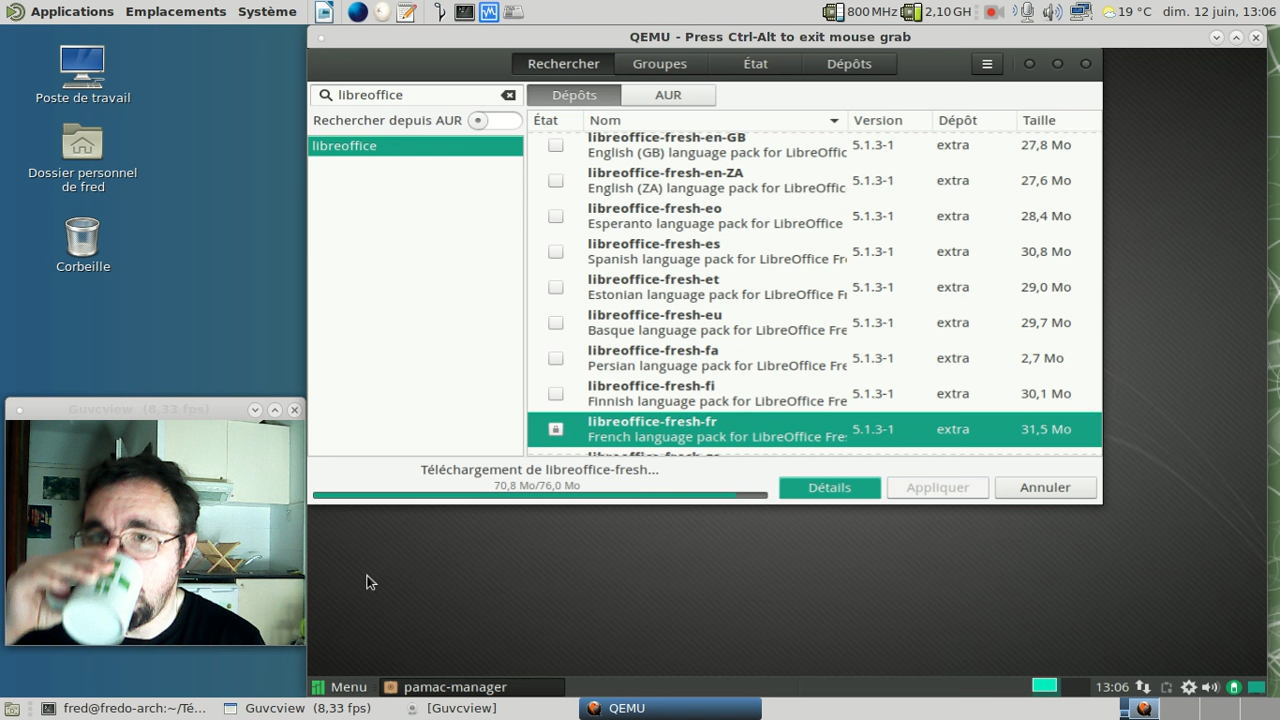 Applications Emplacements Système 800 MHz 2,10 GH 19 °C dim. 12 juin, 13:06
QEMU - Press Ctrl-Alt to exit mouse grab
Poste de travail
Dossier personnel
de fred
Corbeille
Rechercher Groupes État Dépôts
libreoffice
Dépôts AUR
Rechercher depuis AUR
libreoffice
État Nom Version Dépôt Taille
libreoffice-fresh-en-GB
English (GB) language pack for LibreOffic 5.1.3-1 extra 27,8 Mo
libreoffice-fresh-en-ZA
English (ZA) language pack for LibreOffic 5.1.3-1 extra 27,6 Mo
libreoffice-fresh-eo
Esperanto language pack for LibreOffice 5.1.3-1 extra 28,4 Mo
libreoffice-fresh-es
Spanish language pack for LibreOffice Fr 5.1.3-1 extra 30,8 Mo
libreoffice-fresh-et
Estonian language pack for LibreOffice F 5.1.3-1 extra 29,0 Mo
libreoffice-fresh-eu
Basque language pack for LibreOffice Fre 5.1.3-1 extra 29,7 Mo
libreoffice-fresh-fa
Persian language pack for LibreOffice Fr 5.1.3-1 extra 2,7 Mo
libreoffice-fresh-fi
Finnish language pack for LibreOffice Fr 5.1.3-1 extra 30,1 Mo
libreoffice-fresh-fr
French language pack for LibreOffice Fre 5.1.3-1 extra 31,5 Mo
Téléchargement de libreoffice-fresh...
70,8 Mo/76,0 Mo
Détails Appliquer Annuler
Guvcview (8,33 fps)
Menu pamac-manager 13:06
fred@fredo-arch:~/Té... Guvcview (8,33 fps) [Guvcview] QEMU